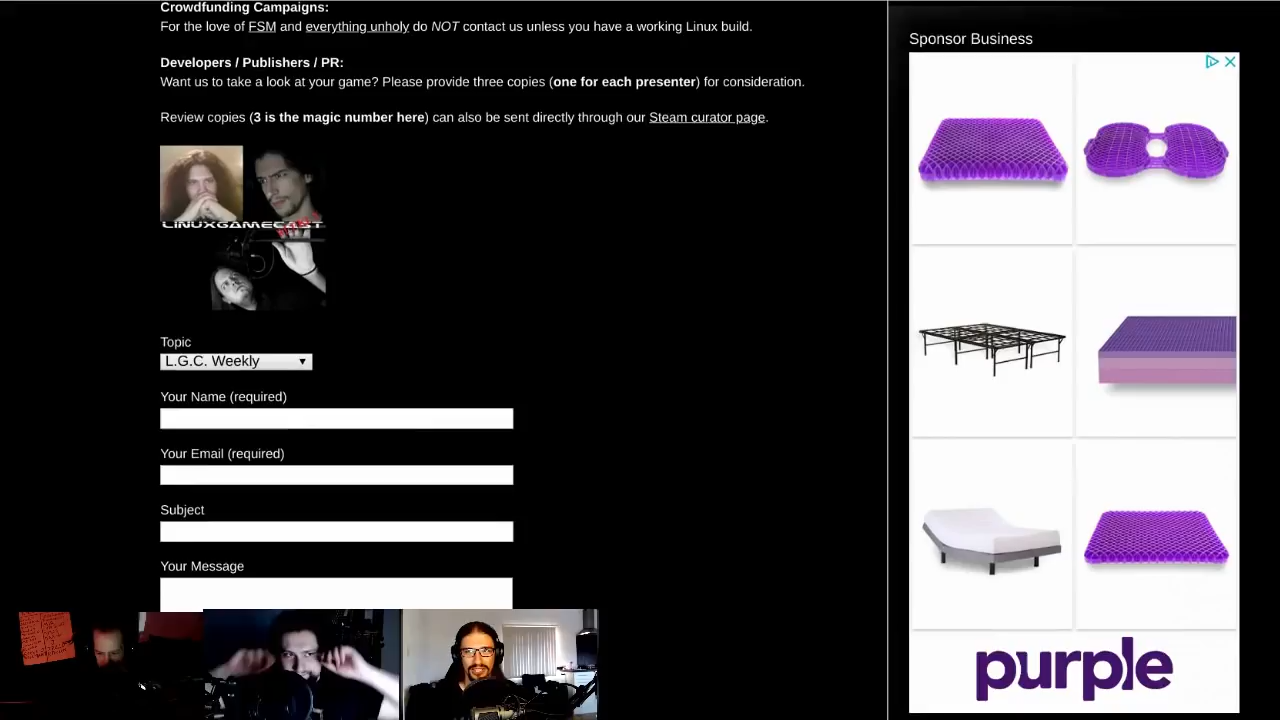 Crowdfunding Campaigns:
For the love of FSM and everything unholy do NOT contact us unless you have a working Linux build.
Developers / Publishers / PR:
Want us to take a look at your game? Please provide three copies (one for each presenter) for consideration.
Review copies (3 is the magic number here) can also be sent directly through our Steam curator page.
LINUXGAMECAST
Topic
L.G.C. Weekly
Your Name (required)
Your Email (required)
Subject
Your Message
Sponsor Business
purple